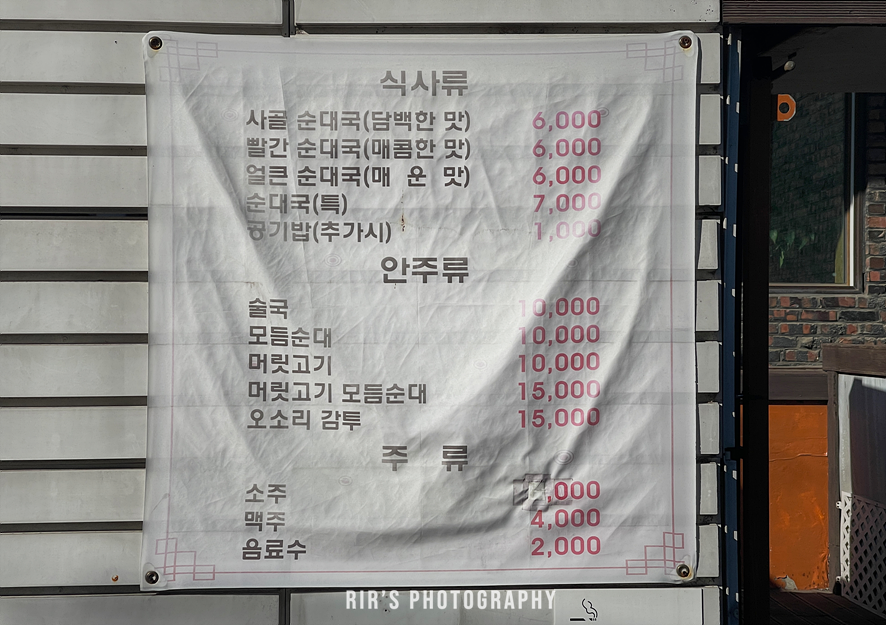 식사류
사골 순대국(담백한 맛) 6,000
빨간 순대국(매콤한 맛) 6,000
얼큰 순대국(매 운 맛) 6,000
순대국(특) 7,000
공기밥(추가시) 1,000
안주류
술국 10,000
모듬순대 10,000
머릿고기 10,000
머릿고기 모듬순대 15,000
오소리 감투 15,000
주 류
소주 ,000
맥주 4,000
음료수 2,000
RIR'S PHOTOGRAPHY